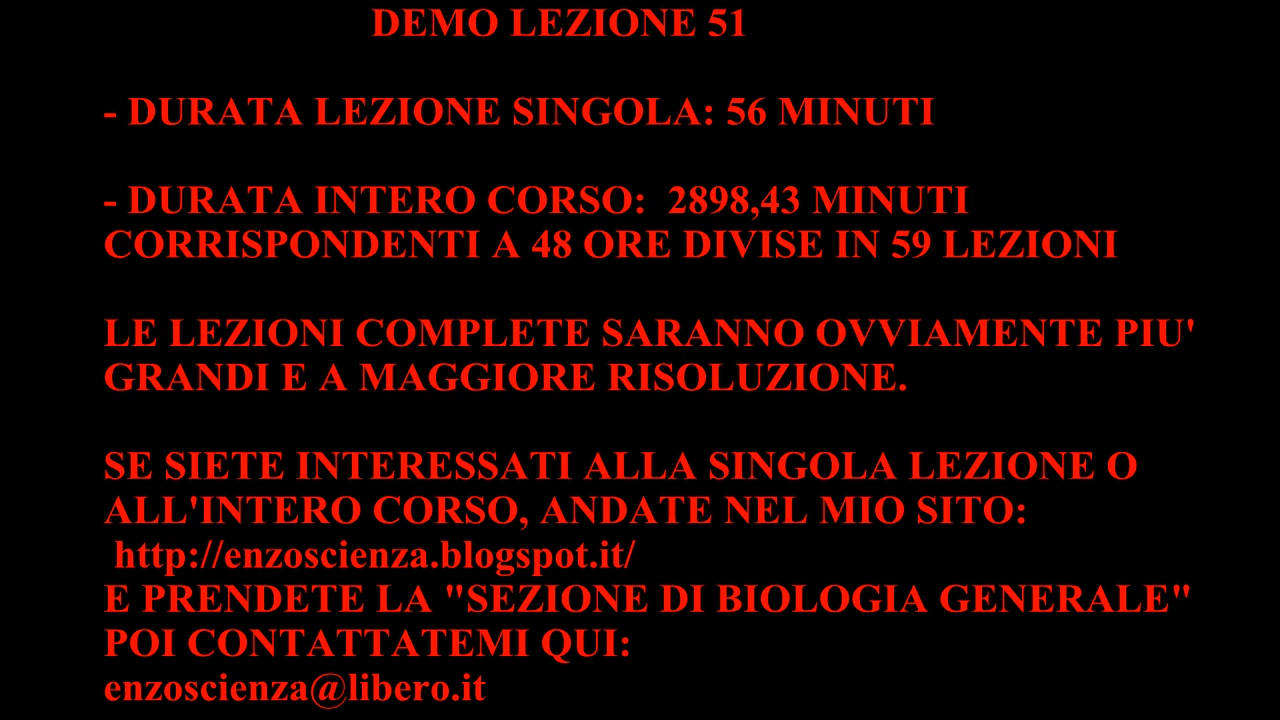 DEMO LEZIONE 51
- DURATA LEZIONE SINGOLA: 56 MINUTI
- DURATA INTERO CORSO:  2898,43 MINUTI
CORRISPONDENTI A 48 ORE DIVISE IN 59 LEZIONI
LE LEZIONI COMPLETE SARANNO OVVIAMENTE PIU'
GRANDI E A MAGGIORE RISOLUZIONE.
SE SIETE INTERESSATI ALLA SINGOLA LEZIONE O
ALL'INTERO CORSO, ANDATE NEL MIO SITO:
http://enzoscienza.blogspot.it/
E PRENDETE LA "SEZIONE DI BIOLOGIA GENERALE"
POI CONTATTATEMI QUI:
enzoscienza@libero.it